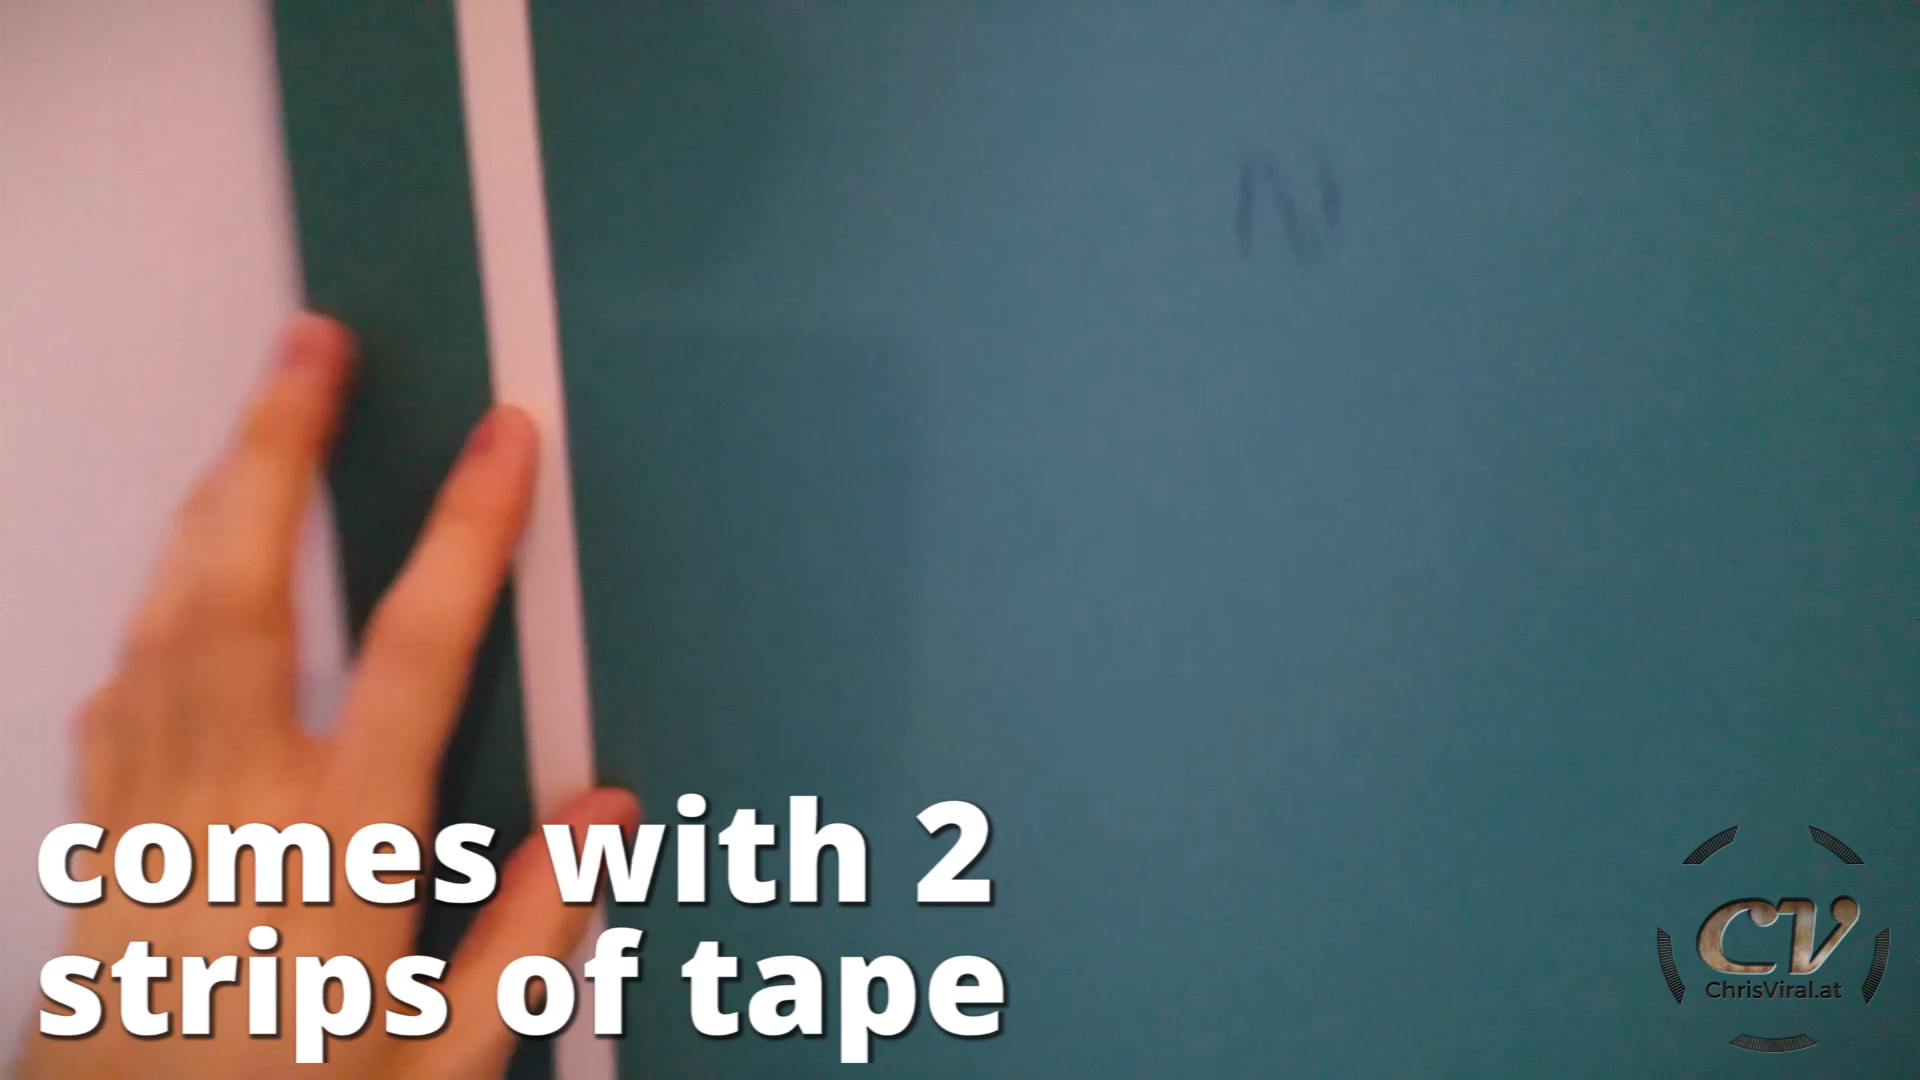 comes with 2
strips of tape
CV
ChrisViral.at